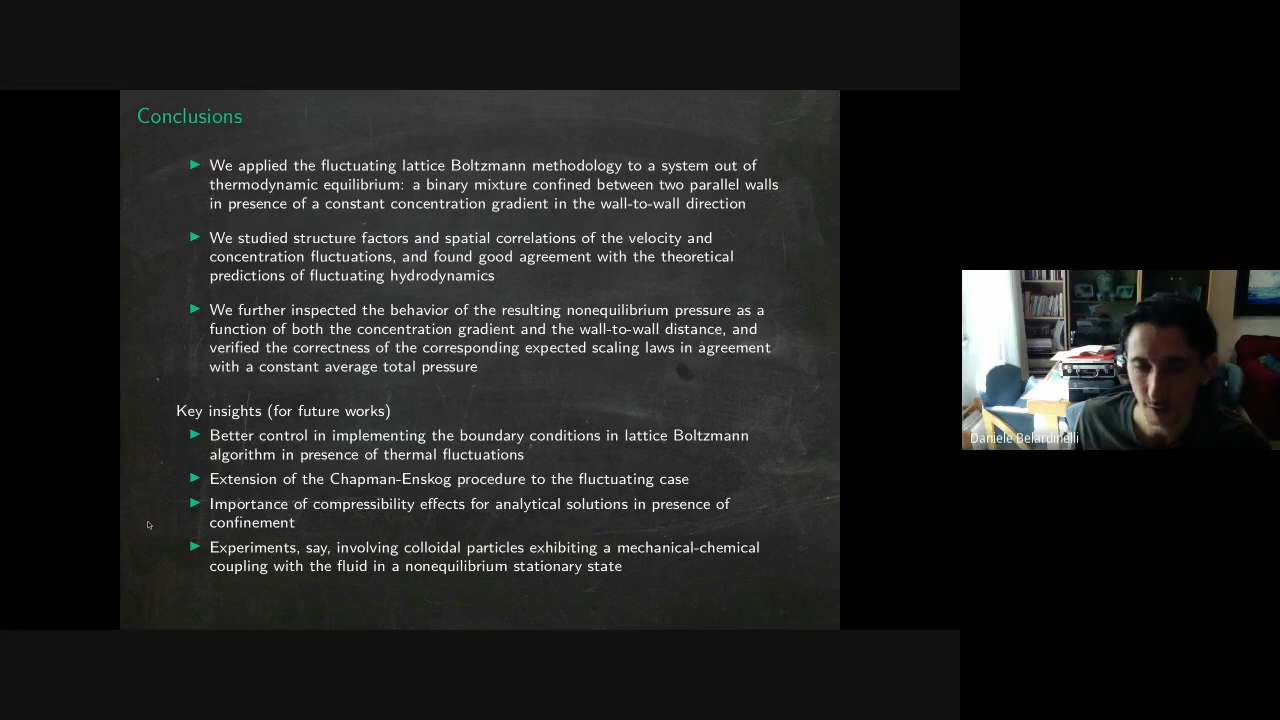 Conclusions
We applied the fluctuating lattice Boltzmann methodology to a system out of
thermodynamic equilibrium: a binary mixture confined between two parallel walls
in presence of a constant concentration gradient in the wall-to-wall direction
We studied structure factors and spatial correlations of the velocity and
concentration fluctuations, and found good agreement with the theoretical
predictions of fluctuating hydrodynamics
We further inspected the behavior of the resulting nonequilibrium pressure as a
function of both the concentration gradient and the wall-to-wall distance, and
verified the correctness of the corresponding expected scaling laws in agreement
with a constant average total pressure
Key insights (for future works)
Better control in implementing the boundary conditions in lattice Boltzmann
algorithm in presence of thermal fluctuations
Extension of the Chapman-Enskog procedure to the fluctuating case
Importance of compressibility effects for analytical solutions in presence of
confinement
Experiments, say, involving colloidal particles exhibiting a mechanical-chemical
coupling with the fluid in a nonequilibrium stationary state
Daniele Belardinelli